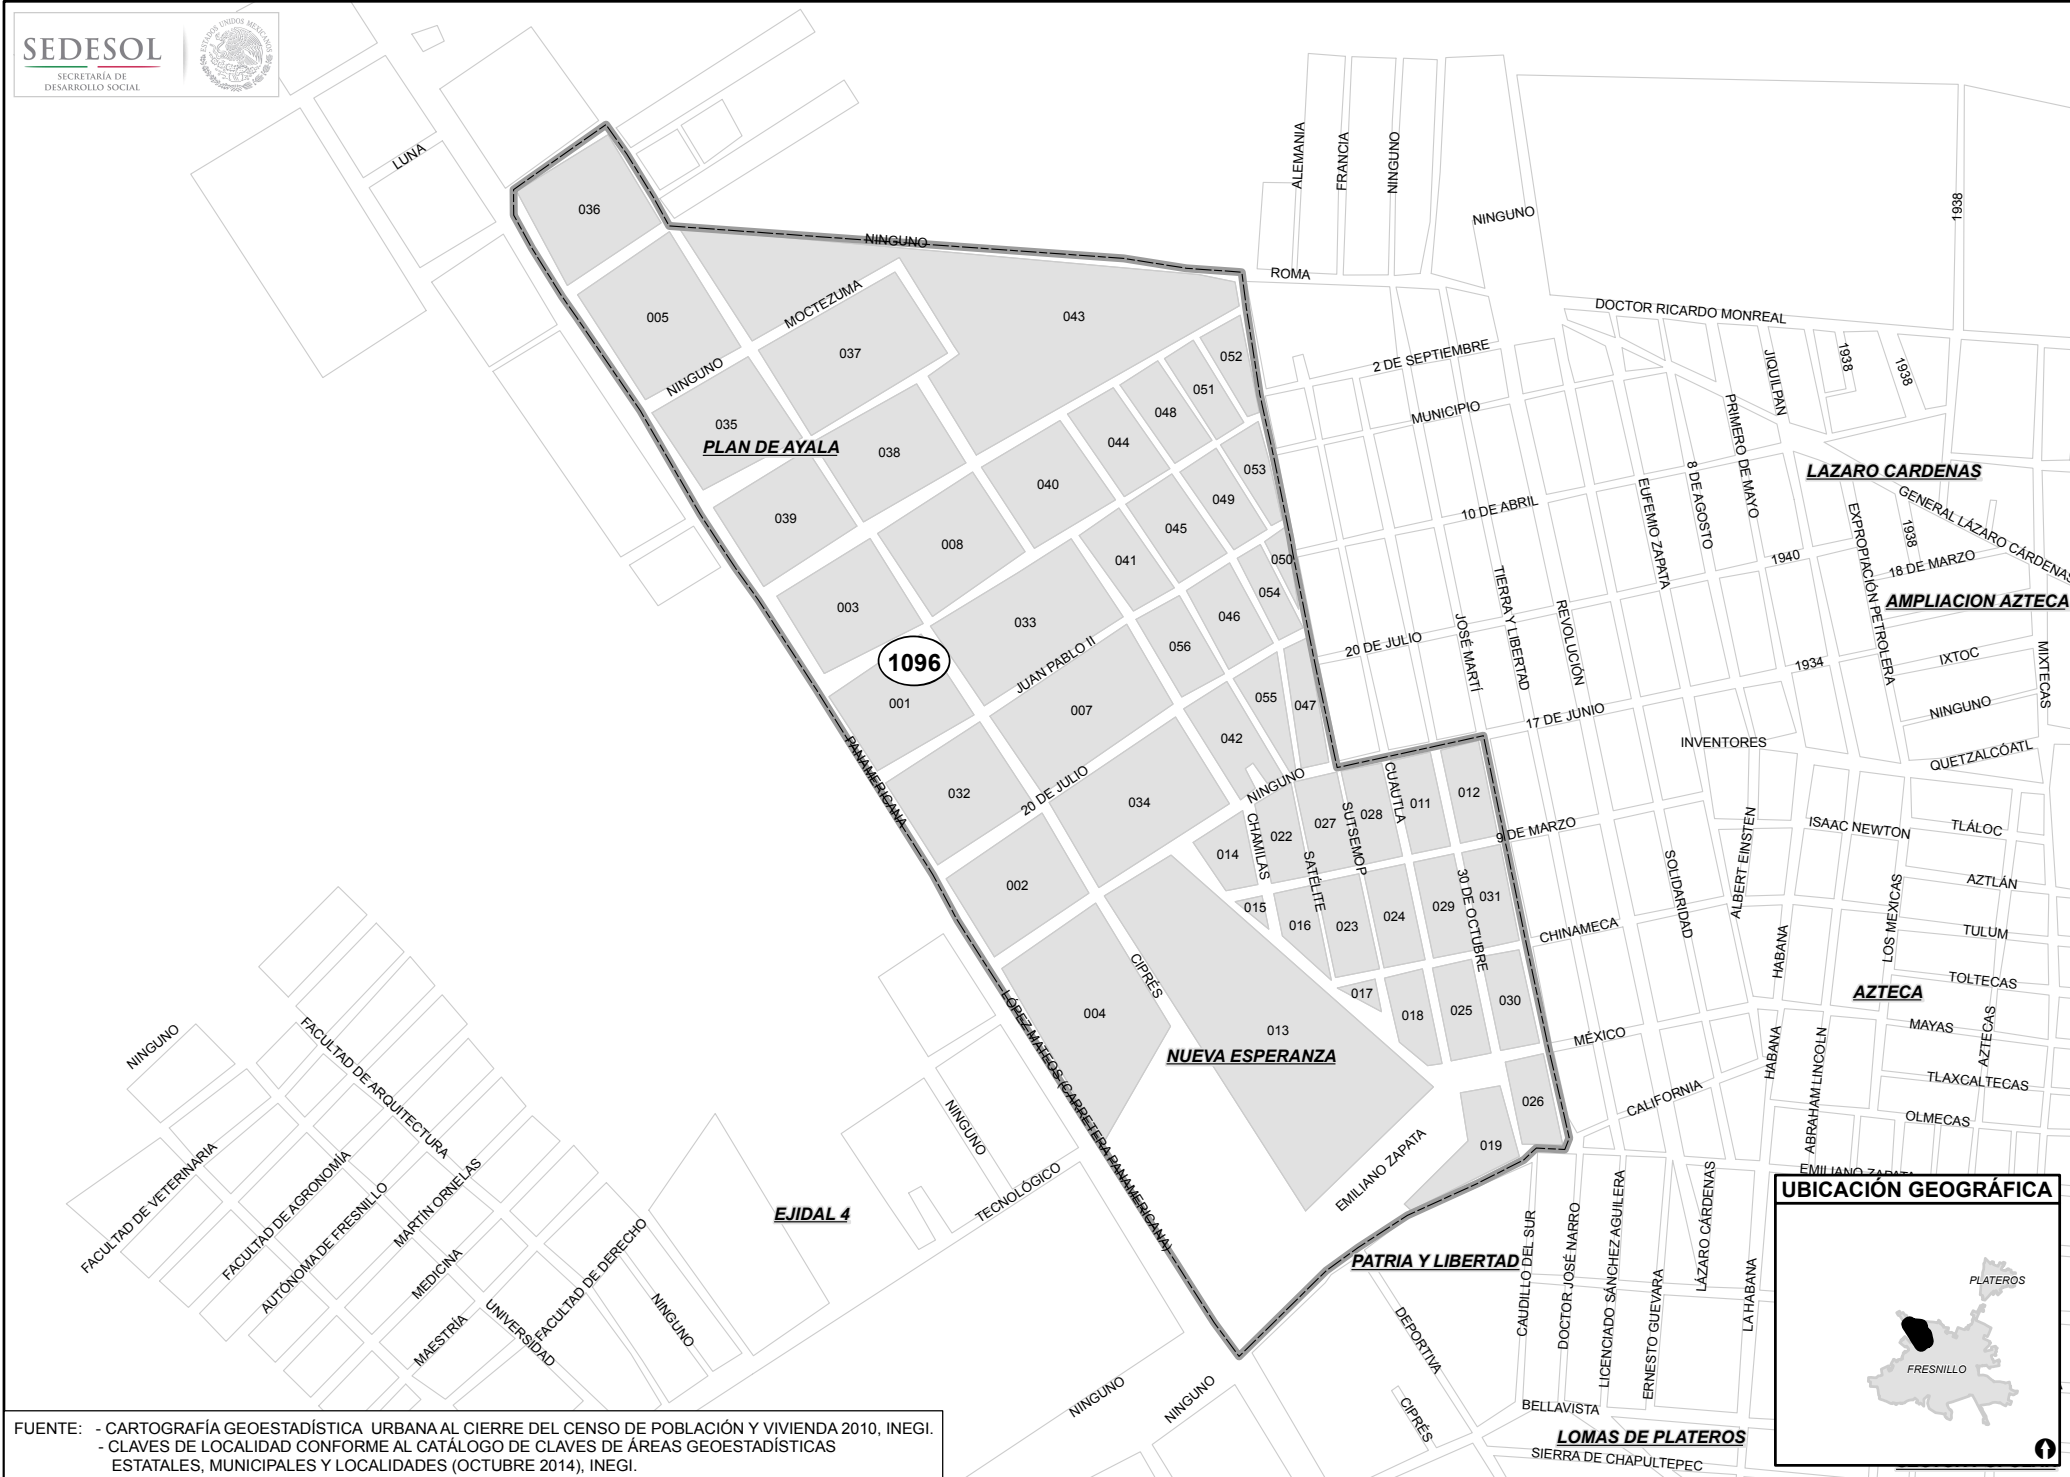 SEDESOL
SECRETARÍA DE
DESARROLLO SOCIAL
ESTADOS UNIDOS MEXICANOS
LUNA
036
NINGUNO
005
MOCTEZUMA
043
037
NINGUNO
035
PLAN DE AYALA
038
039
040
044
048
051
052
053
049
045
041
008
050
054
046
003
033
056
1096
JUAN PABLO II
001
007
055
047
042
PANAMERICANA
032
20 DE JULIO
034
NINGUNO
002
014
CHAMILAS
022
027
SATÉLITE
SUTSEMOP
028
CUAUTLA
011
012
9 DE MARZO
015
016
023
024
029
30 DE OCTUBRE
031
CIPRÉS
004
013
NUEVA ESPERANZA
017
018
025
030
026
019
EMILIANO ZAPATA
LÓPEZ MATEOS (CARRETERA PANAMERICANA)
ALEMANIA
FRANCIA
NINGUNO
NINGUNO
ROMA
1938
DOCTOR RICARDO MONREAL
2 DE SEPTIEMBRE
JIQUILPAN
1938
1938
MUNICIPIO
PRIMERO DE MAYO
LAZARO CARDENAS
EUFEMIO ZAPATA
8 DE AGOSTO
GENERAL LÁZARO CÁRDENAS
10 DE ABRIL
EXPROPIACIÓN PETROLERA
1938
18 DE MARZO
1940
AMPLIACION AZTECA
TIERRA Y LIBERTAD
JOSÉ MARTÍ
REVOLUCIÓN
20 DE JULIO
1934
IXTOC
MIXTECAS
NINGUNO
17 DE JUNIO
INVENTORES
QUETZALCÓATL
ALBERT EINSTEN
ISAAC NEWTON
TLÁLOC
SOLIDARIDAD
AZTLÁN
LOS MEXICAS
CHINAMECA
HABANA
TULUM
TOLTECAS
AZTECA
MAYAS
AZTECAS
MÉXICO
HABANA
ABRAHAM LINCOLN
TLAXCALTECAS
CALIFORNIA
OLMECAS
EMILIANO ZAPATA
NINGUNO
FACULTAD DE ARQUITECTURA
NINGUNO
FACULTAD DE VETERINARIA
FACULTAD DE AGRONOMÍA
AUTÓNOMA DE FRESNILLO
MARTÍN ORNELAS
MEDICINA
MAESTRÍA
UNIVERSIDAD
FACULTAD DE DERECHO
NINGUNO
EJIDAL 4
TECNOLÓGICO
PATRIA Y LIBERTAD
CAUDILLO DEL SUR
DOCTOR JOSÉ NARRO
LICENCIADO SÁNCHEZ AGUILERA
ERNESTO GUEVARA
LÁZARO CÁRDENAS
LA HABANA
DEPORTIVA
CIPRÉS
NINGUNO
NINGUNO
BELLAVISTA
LOMAS DE PLATEROS
SIERRA DE CHAPULTEPEC
UBICACIÓN GEOGRÁFICA
PLATEROS
FRESNILLO
FUENTE: - CARTOGRAFÍA GEOESTADÍSTICA URBANA AL CIERRE DEL CENSO DE POBLACIÓN Y VIVIENDA 2010, INEGI.
- CLAVES DE LOCALIDAD CONFORME AL CATÁLOGO DE CLAVES DE ÁREAS GEOESTADÍSTICAS
ESTATALES, MUNICIPALES Y LOCALIDADES (OCTUBRE 2014), INEGI.